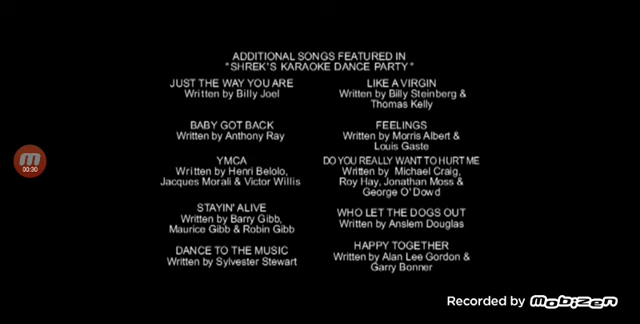 ADDITIONAL SONGS FEATURED IN
"SHREK'S KARAOKE DANCE PARTY"
JUST THE WAY YOU ARE
Written by Billy Joel
BABY GOT BACK
Written by Anthony Ray
YMCA
Written by Henri Belolo,
Jacques Morali & Victor Willis
STAYIN' ALIVE
Written by Barry Gibb,
Maurice Gibb & Robin Gibb
DANCE TO THE MUSIC
Written by Sylvester Stewart
LIKE A VIRGIN
Written by Billy Steinberg &
Thomas Kelly
FEELINGS
Written by Morris Albert &
Louis Gaste
DO YOU REALLY WANT TO HURT ME
Written by Michael Craig,
Roy Hay, Jonathan Moss &
George O'Dowd
WHO LET THE DOGS OUT
Written by Anslem Douglas
HAPPY TOGETHER
Written by Alan Lee Gordon &
Garry Bonner
m
00:30
Recorded by Mobizen